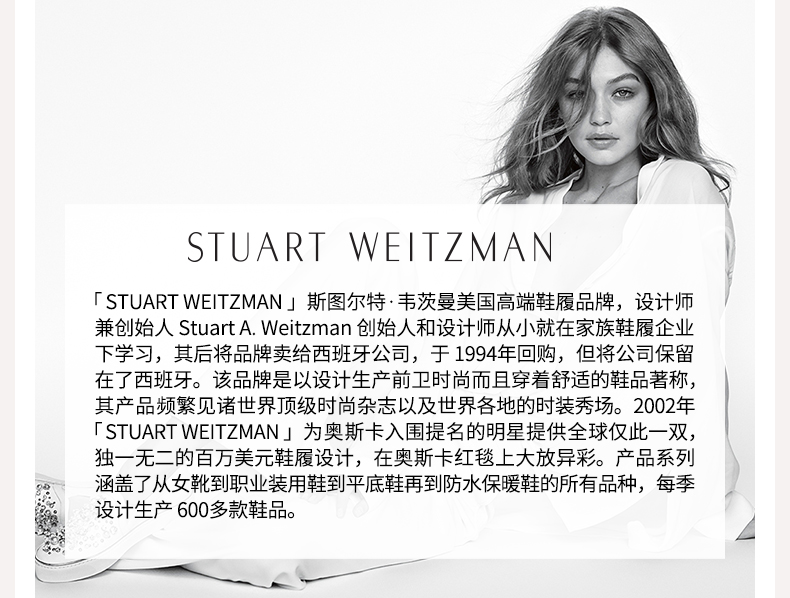 STUART WEITZMAN
「STUART WEITZMAN」斯图尔特·韦茨曼美国高端鞋履品牌，设计师
兼创始人 Stuart A. Weitzman 创始人和设计师从小就在家族鞋履企业
下学习，其后将品牌卖给西班牙公司，于 1994年回购，但将公司保留
在了西班牙。该品牌是以设计生产前卫时尚而且穿着舒适的鞋品著称，
其产品频繁见诸世界顶级时尚杂志以及世界各地的时装秀场。2002年
「STUART WEITZMAN」为奥斯卡入围提名的明星提供全球仅此一双，
独一无二的百万美元鞋履设计，在奥斯卡红毯上大放异彩。产品系列
涵盖了从女靴到职业装用鞋到平底鞋再到防水保暖鞋的所有品种，每季
设计生产 600多款鞋品。